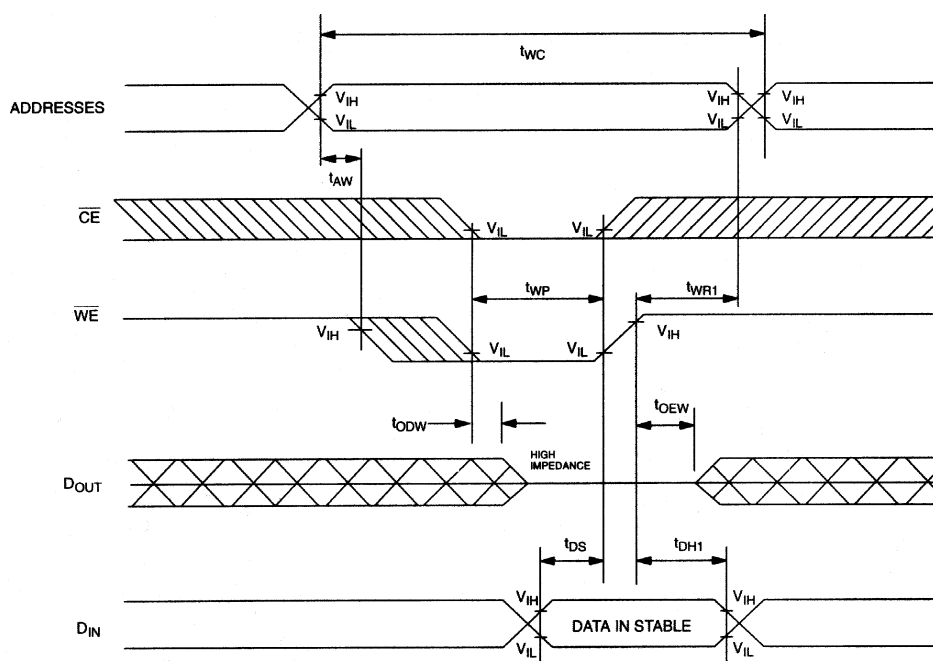 tWC
ADDRESSES
VIH
VIL
VIH
VIL
VIH
VIL
tAW
CE
VIL
VIL
tWP
tWR1
WE
VIH
VIL
VIL
VIH
tODW
tOEW
HIGH
IMPEDANCE
DOUT
tDS
tDH1
DIN
VIH
VIL
DATA IN STABLE
VIH
VIL